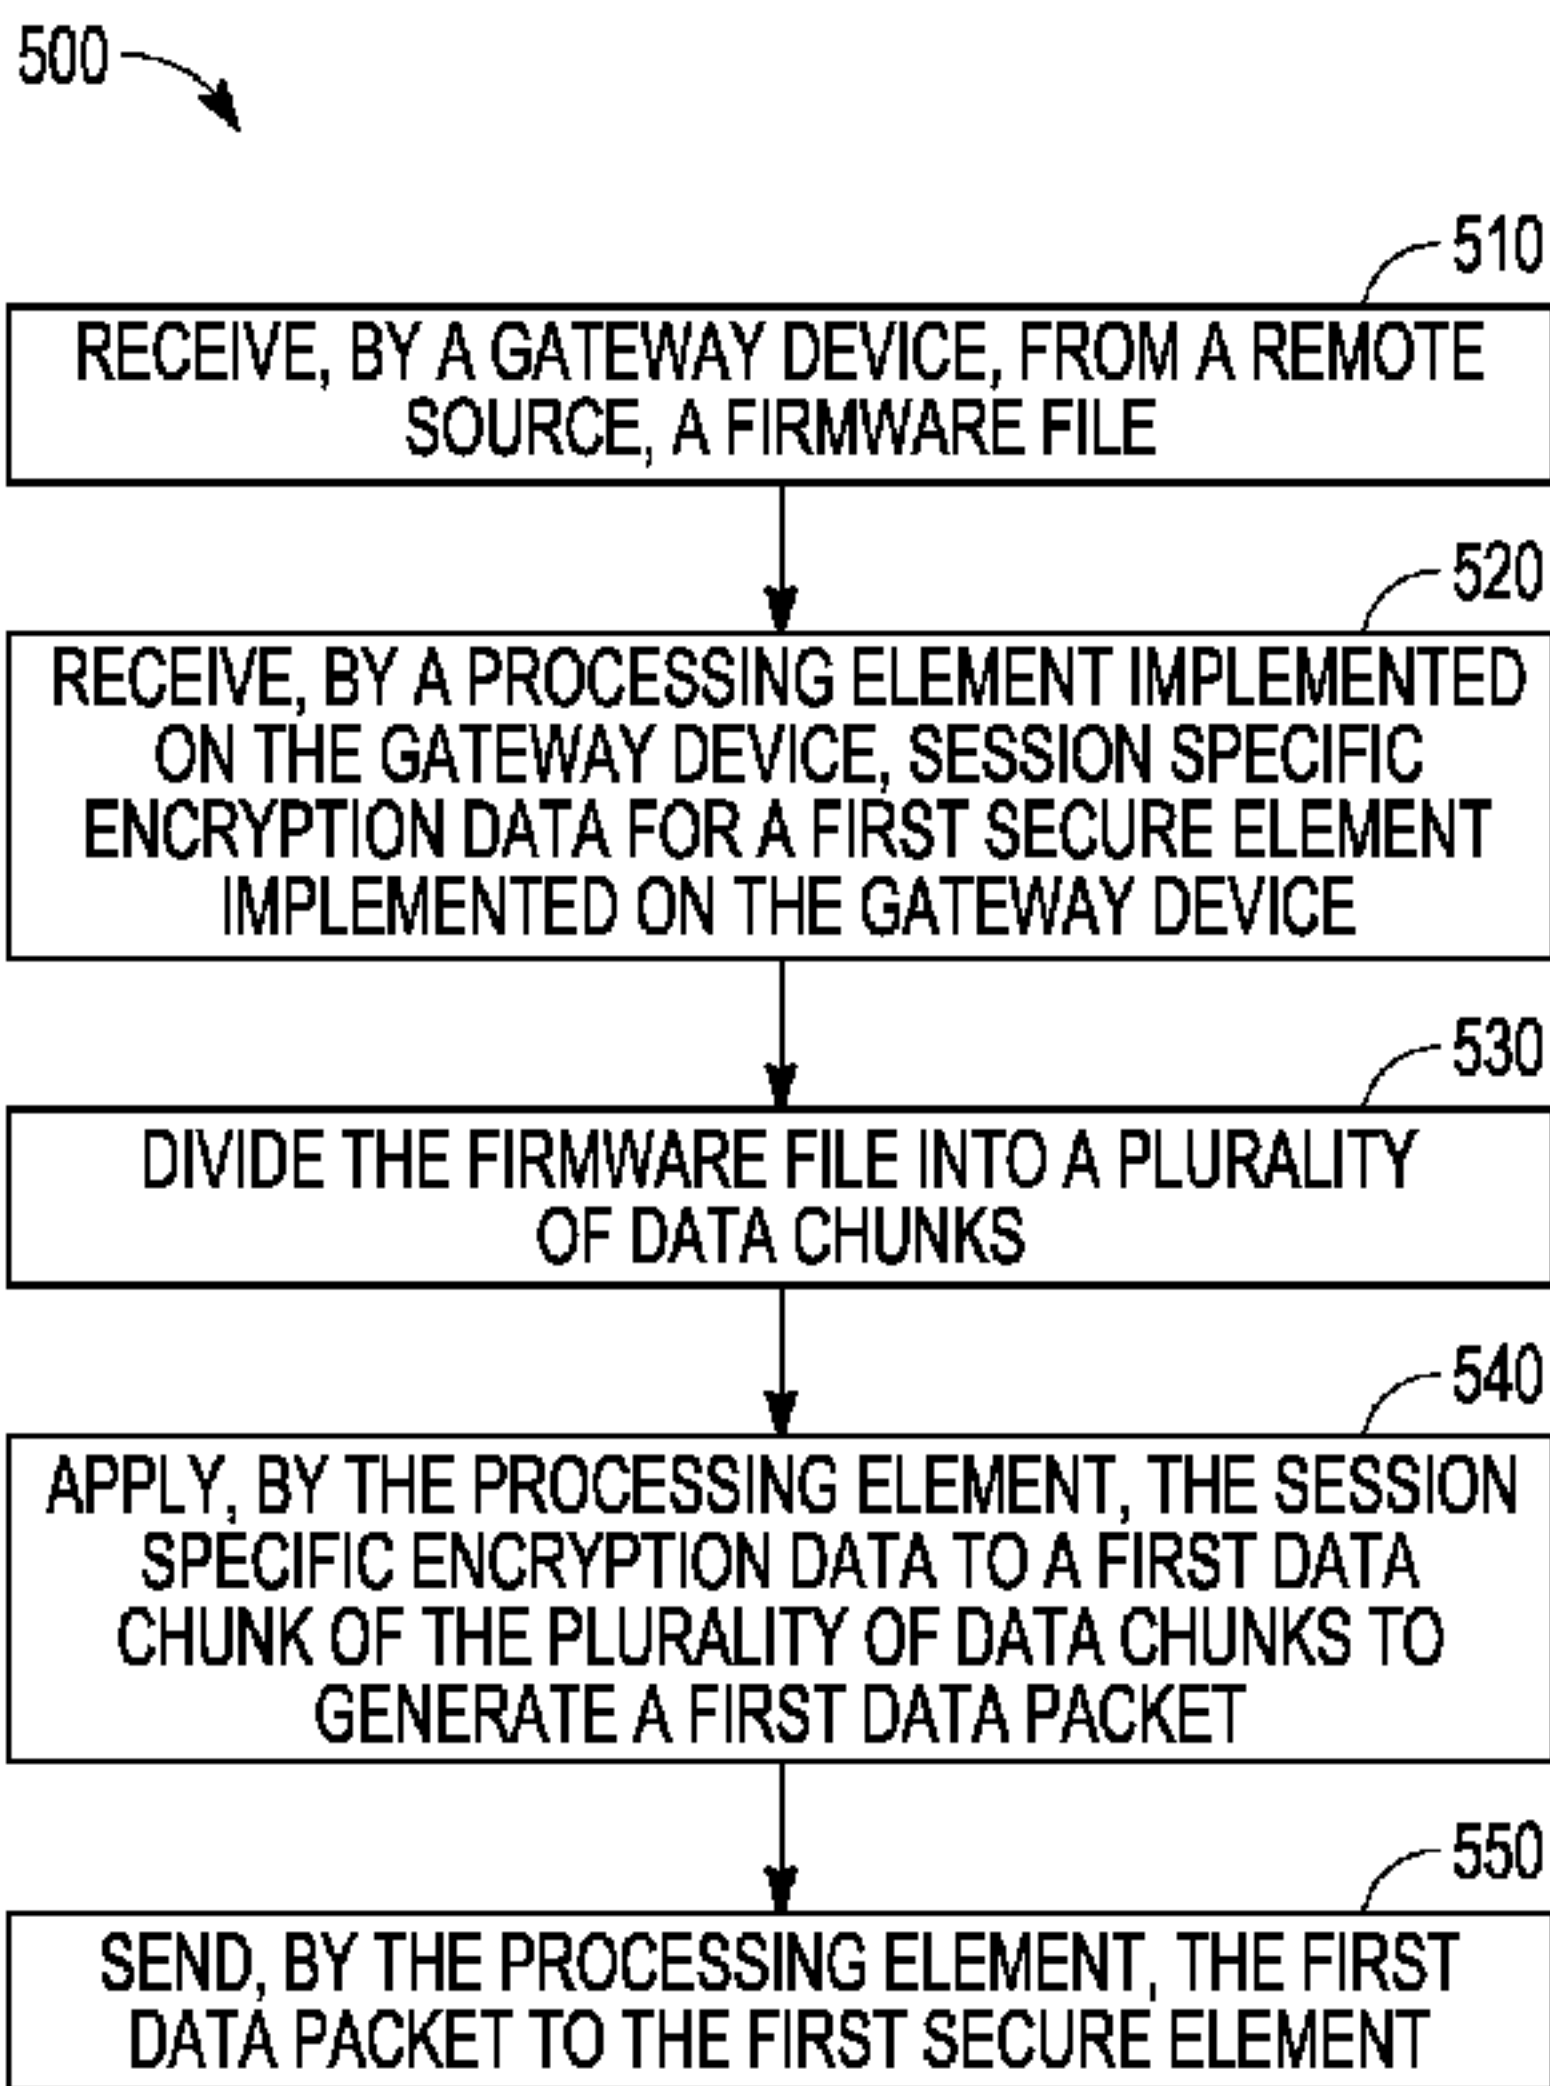 500
510
RECEIVE, BY A GATEWAY DEVICE, FROM A REMOTE
SOURCE, A FIRMWARE FILE
520
RECEIVE, BY A PROCESSING ELEMENT IMPLEMENTED
ON THE GATEWAY DEVICE, SESSION SPECIFIC
ENCRYPTION DATA FOR A FIRST SECURE ELEMENT
IMPLEMENTED ON THE GATEWAY DEVICE
530
DIVIDE THE FIRMWARE FILE INTO A PLURALITY
OF DATA CHUNKS
540
APPLY, BY THE PROCESSING ELEMENT, THE SESSION
SPECIFIC ENCRYPTION DATA TO A FIRST DATA
CHUNK OF THE PLURALITY OF DATA CHUNKS TO
GENERATE A FIRST DATA PACKET
550
SEND, BY THE PROCESSING ELEMENT, THE FIRST
DATA PACKET TO THE FIRST SECURE ELEMENT